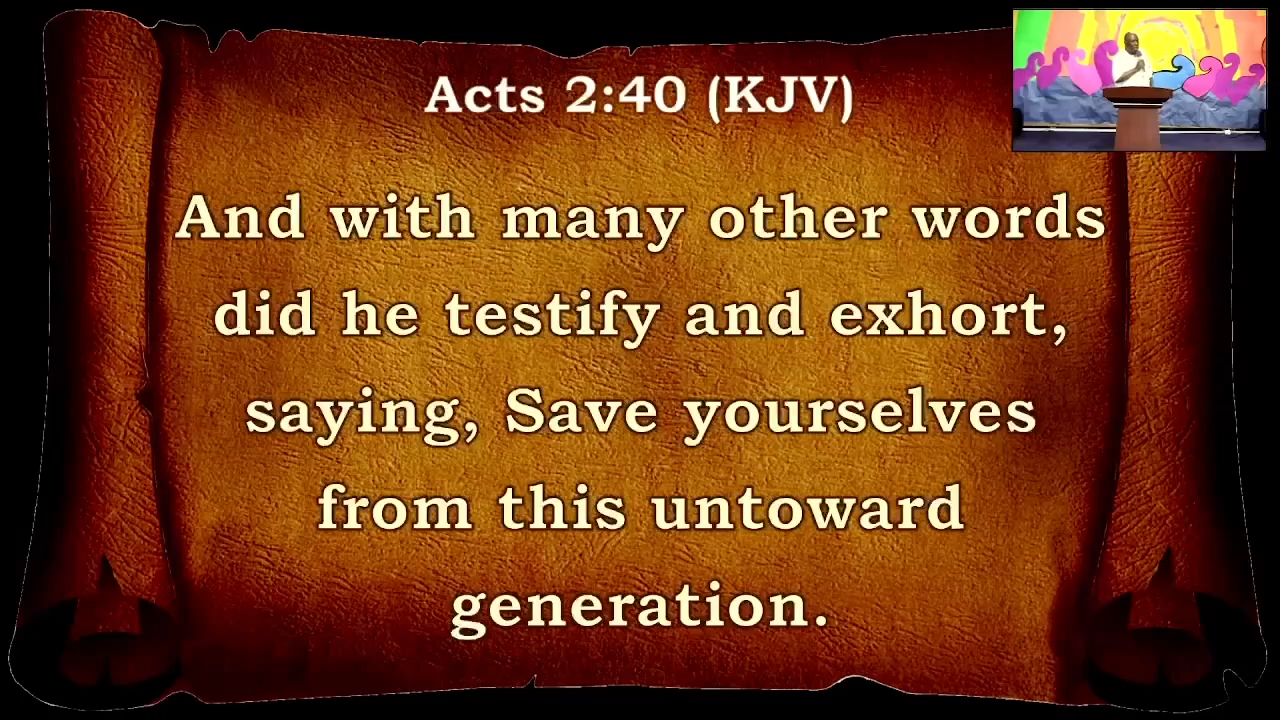 Acts 2:40 (KJV)
And with many other words
did he testify and exhort,
saying, Save yourselves
from this untoward
generation.